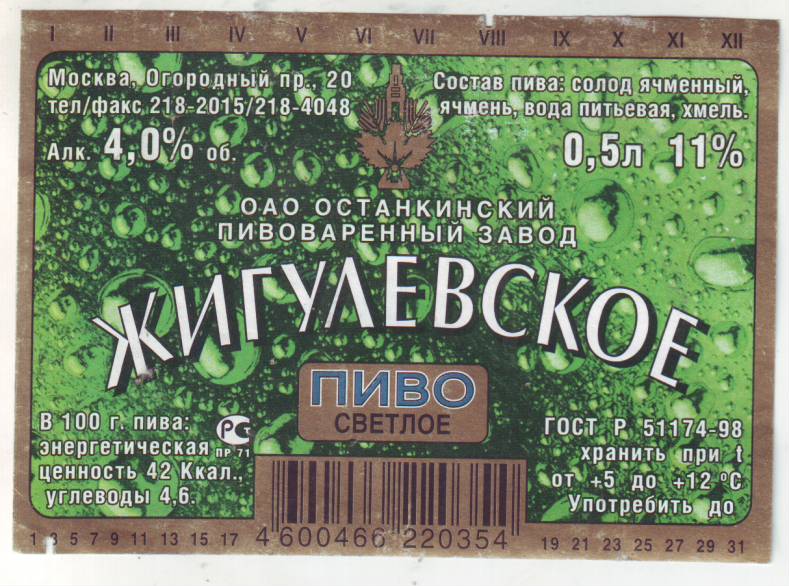 I II III IV V VI VII VIII IX X XI XII
Москва, Огородный пр., 20
тел/факс 218-2015/218-4048
Алк. 4,0% об.
Состав пива: солод ячменный,
ячмень, вода питьевая, хмель.
0,5л 11%
ОАО ОСТАНКИНСКИЙ
ПИВОВАРЕННЫЙ ЗАВОД
ЖИГУЛЕВСКОЕ
ПИВО
СВЕТЛОЕ
В 100 г. пива:
энергетическая
ценность 42 Ккал.,
углеводы 4,6.
РСТ
ПР 71
ГОСТ Р 51174-98
хранить при t
от +5 до +12 ºС
Употребить до
4 600466 220354
1 3 5 7 9 11 13 15 17 19 21 23 25 27 29 31